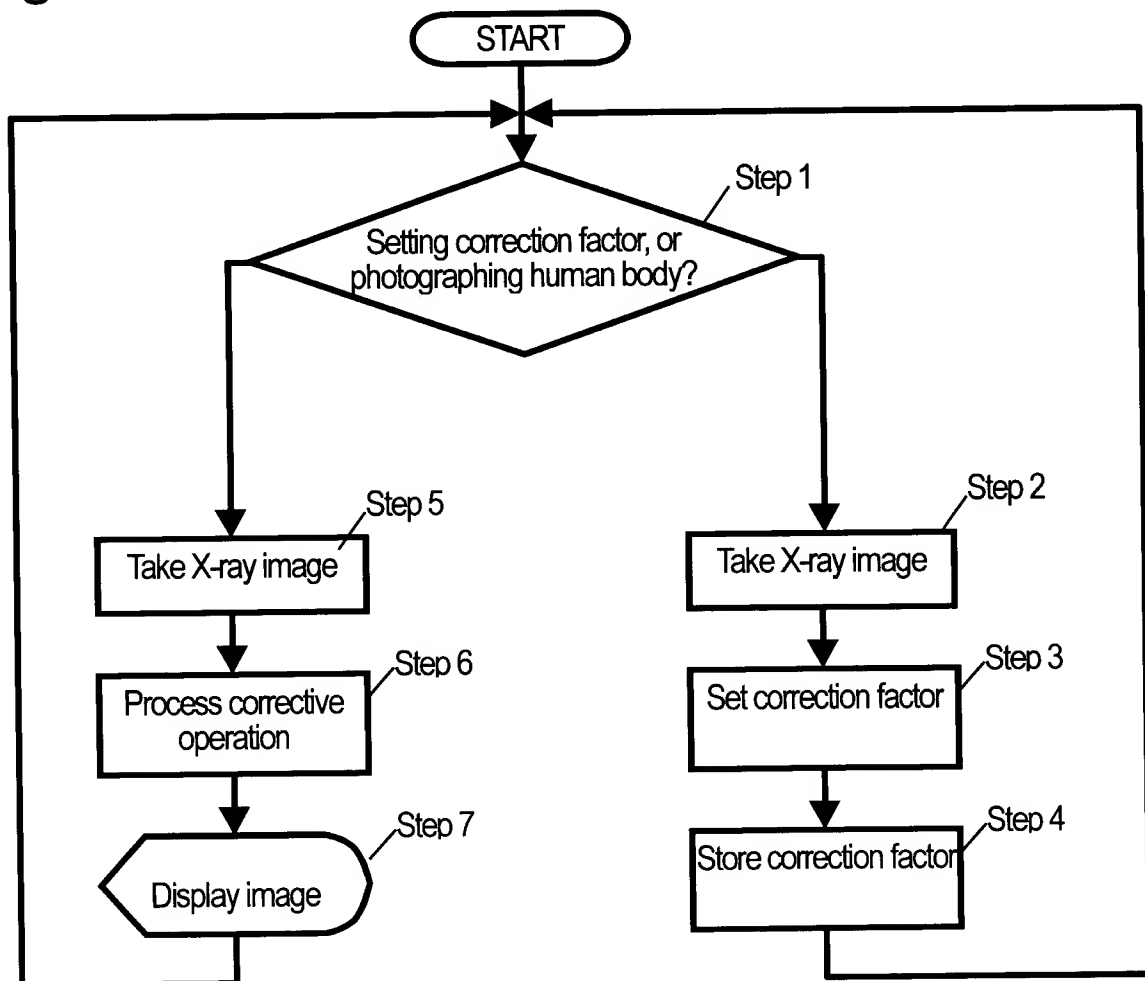 START
Step 1
Setting correction factor, or
photographing human body?
Step 5
Take X-ray image
Step 6
Process corrective
operation
Step 7
Display image
Step 2
Take X-ray image
Step 3
Set correction factor
Step 4
Store correction factor